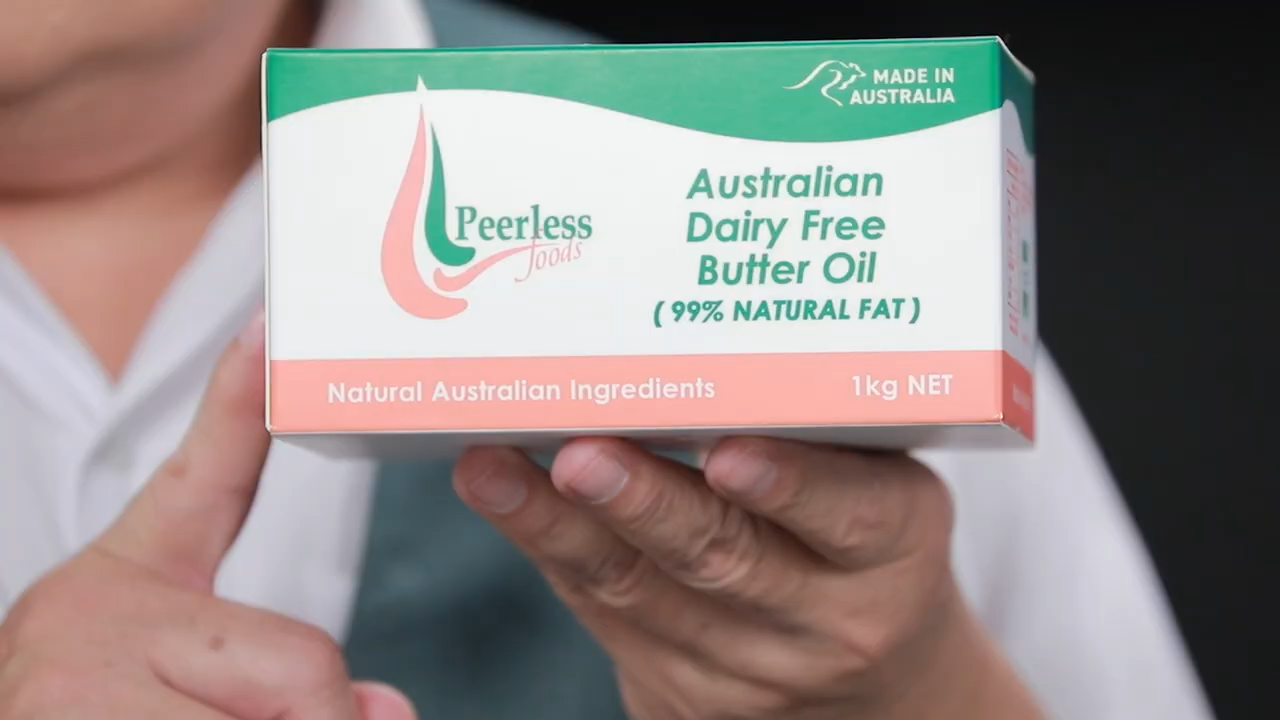 MADE IN
AUSTRALIA
Peerless
foods
Australian
Dairy Free
Butter Oil
( 99% NATURAL FAT )
Natural Australian Ingredients
1kg NET